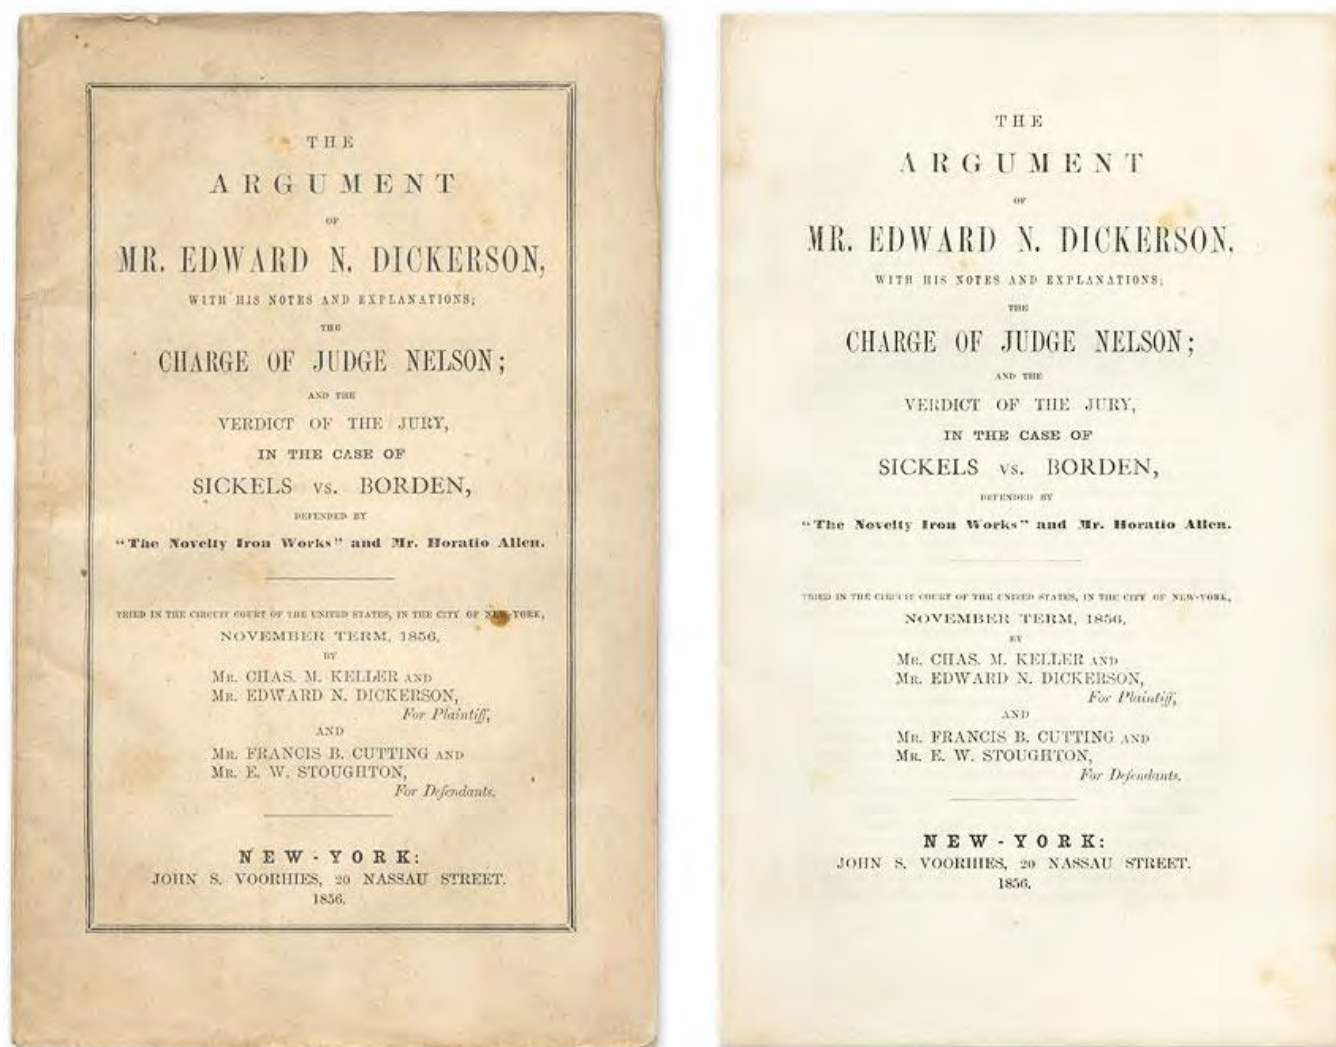 THE
ARGUMENT
OF
MR. EDWARD N. DICKERSON,
WITH HIS NOTES AND EXPLANATIONS;
THE
CHARGE OF JUDGE NELSON;
AND THE
VERDICT OF THE JURY,
IN THE CASE OF
SICKELS vs. BORDEN,
DEFENDED BY
"The Novelty Iron Works" and Mr. Horatio Allen.
TRIED IN THE CIRCUIT COURT OF THE UNITED STATES, IN THE CITY OF NEW-YORK,
NOVEMBER TERM, 1856,
BY
MR. CHAS. M. KELLER AND
MR. EDWARD N. DICKERSON,
For Plaintiff,
AND
MR. FRANCIS B. CUTTING AND
MR. E. W. STOUGHTON,
For Defendants.
NEW-YORK:
JOHN S. VOORHIES, 20 NASSAU STREET.
1856.
THE
ARGUMENT
OF
MR. EDWARD N. DICKERSON,
WITH HIS NOTES AND EXPLANATIONS;
THE
CHARGE OF JUDGE NELSON;
AND THE
VERDICT OF THE JURY,
IN THE CASE OF
SICKELS vs. BORDEN,
DEFENDED BY
"The Novelty Iron Works" and Mr. Horatio Allen.
TRIED IN THE CIRCUIT COURT OF THE UNITED STATES, IN THE CITY OF NEW-YORK,
NOVEMBER TERM, 1856,
BY
MR. CHAS. M. KELLER AND
MR. EDWARD N. DICKERSON,
For Plaintiff,
AND
MR. FRANCIS B. CUTTING AND
MR. E. W. STOUGHTON,
For Defendants.
NEW-YORK:
JOHN S. VOORHIES, 20 NASSAU STREET.
1856.